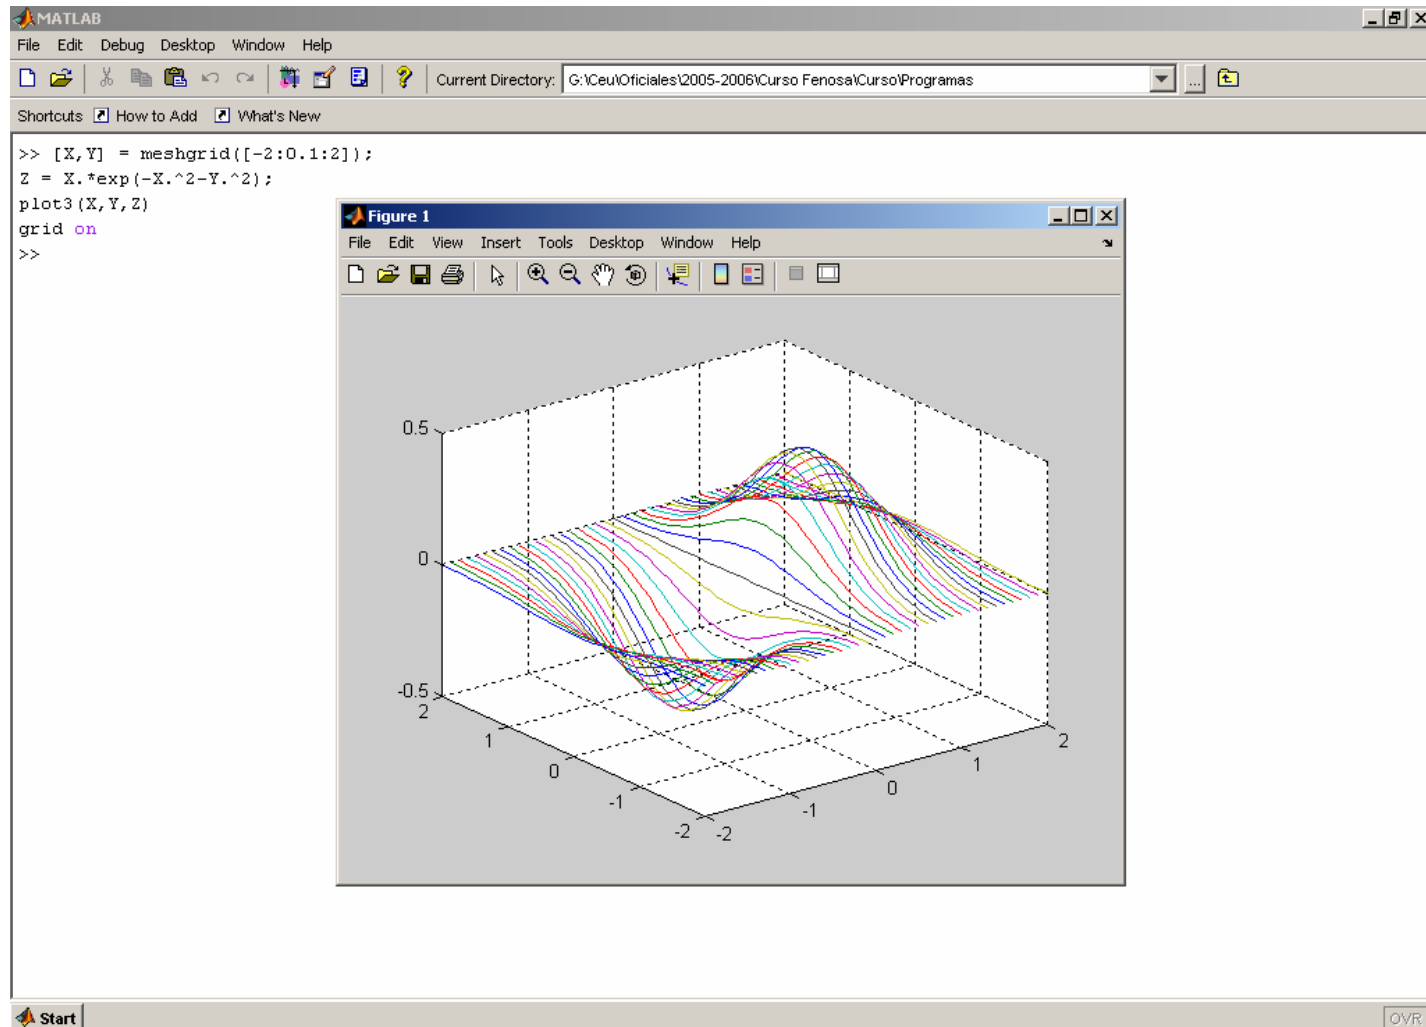 MATLAB
File Edit Debug Desktop Window Help
Current Directory: G:\Ceu\Oficiales\2005-2006\Curso Fenosa\Curso\Programas
...
Shortcuts How to Add What's New
>> [X,Y] = meshgrid([-2:0.1:2]);
Z = X.*exp(-X.^2-Y.^2);
plot3(X,Y,Z)
grid on
>>
Figure 1
File Edit View Insert Tools Desktop Window Help
0.5
0
-0.5
2
1
0
-1
-2
-2
-1
0
1
2
Start
OVR